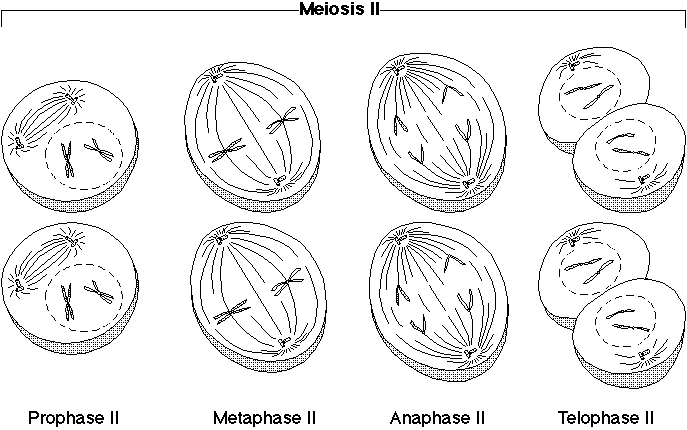 Meiosis II
Prophase II
Metaphase II
Anaphase II
Telophase II